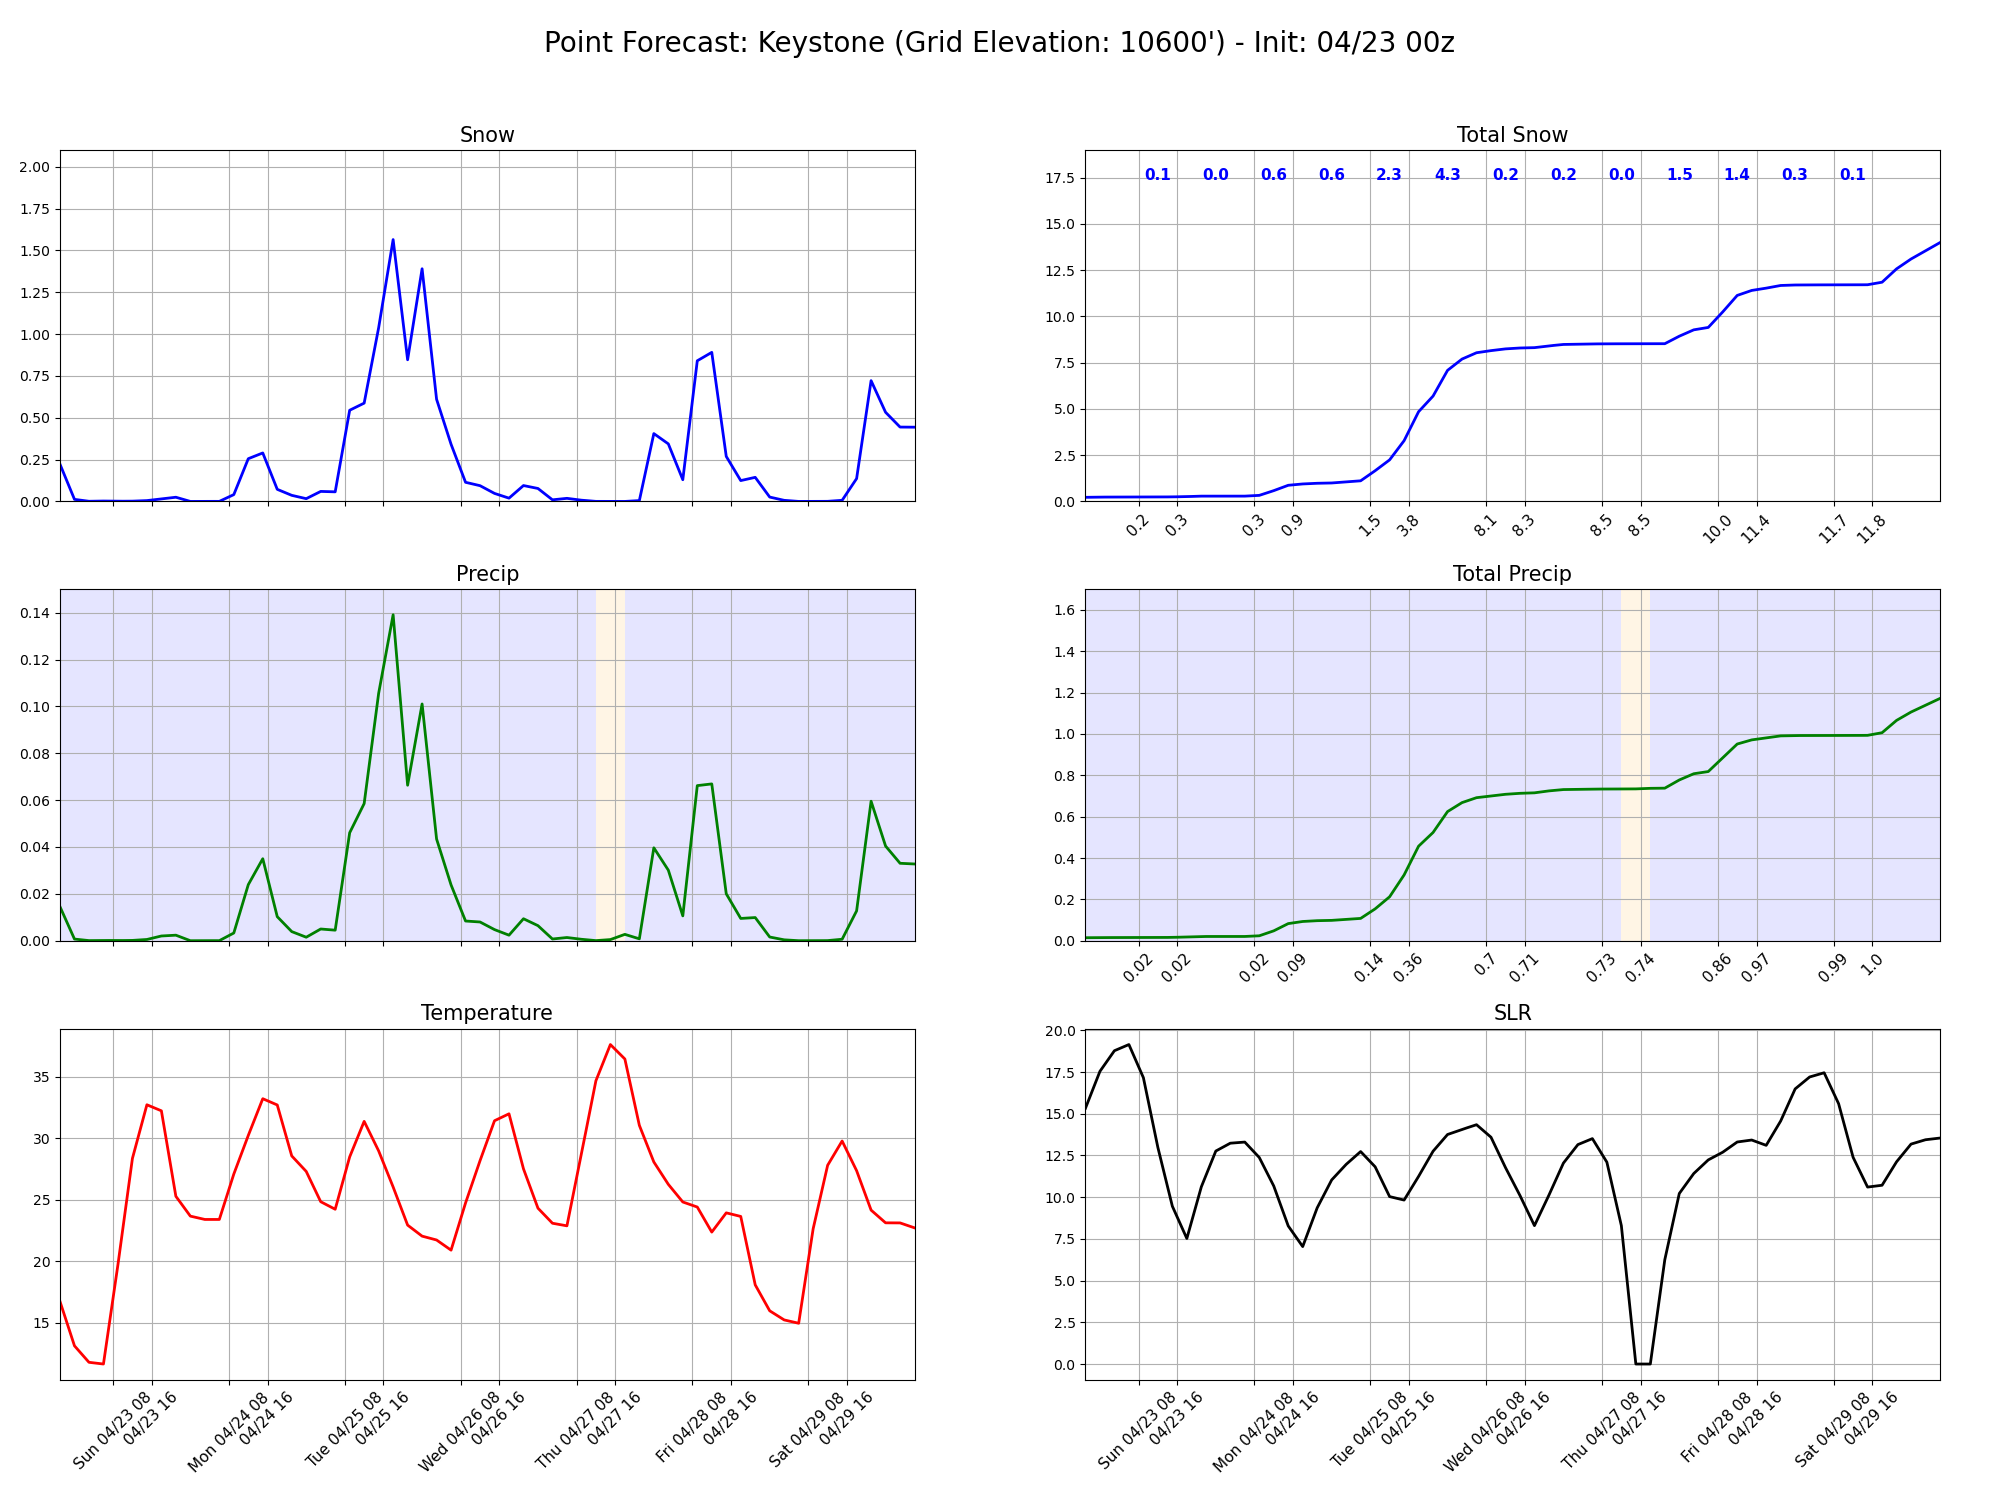 Point Forecast: Keystone (Grid Elevation: 10600') - Init: 04/23 00z
Snow
2.00
1.75
1.50
1.25
1.00
0.75
0.50
0.25
0.00
Total Snow
0.1 0.0 0.6 0.6 2.3 4.3 0.2 0.2 0.0 1.5 1.4 0.3 0.1
17.5
15.0
12.5
10.0
7.5
5.0
2.5
0.0
0.2 0.3 0.3 0.9 1.5 3.8 8.1 8.3 8.5 8.5 10.0 11.4 11.7 11.8
Precip
0.14
0.12
0.10
0.08
0.06
0.04
0.02
0.00
Total Precip
1.6
1.4
1.2
1.0
0.8
0.6
0.4
0.2
0.0
0.02 0.02 0.02 0.09 0.14 0.36 0.7 0.71 0.73 0.74 0.86 0.97 0.99 1.0
Temperature
35
30
25
20
15
Sun 04/23 08
04/23 16
Mon 04/24 08
04/24 16
Tue 04/25 08
04/25 16
Wed 04/26 08
04/26 16
Thu 04/27 08
04/27 16
Fri 04/28 08
04/28 16
Sat 04/29 08
04/29 16
SLR
20.0
17.5
15.0
12.5
10.0
7.5
5.0
2.5
0.0
Sun 04/23 08
04/23 16
Mon 04/24 08
04/24 16
Tue 04/25 08
04/25 16
Wed 04/26 08
04/26 16
Thu 04/27 08
04/27 16
Fri 04/28 08
04/28 16
Sat 04/29 08
04/29 16